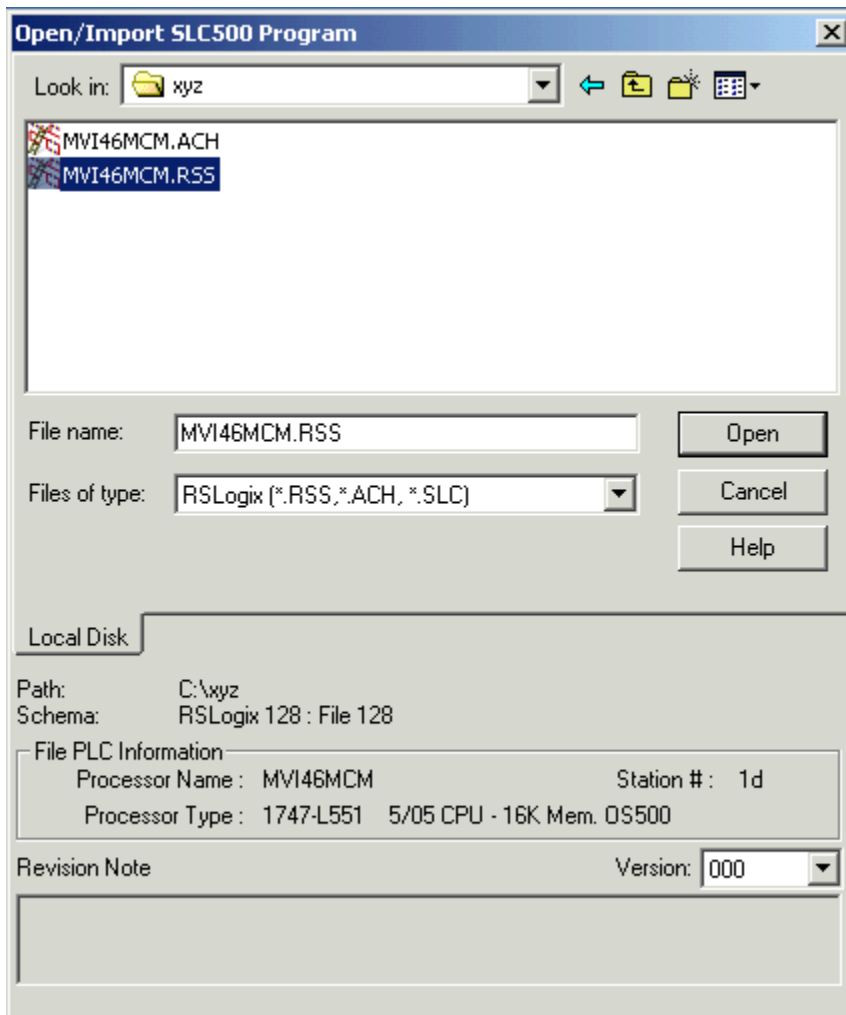 Open/Import SLC500 Program
Look in: xyz
MVI46MCM.ACH
MVI46MCM.RSS
File name: MVI46MCM.RSS Open
Files of type: RSLogix (*.RSS,*.ACH, *.SLC) Cancel
Help
Local Disk
Path: C:\xyz
Schema: RSLogix 128 : File 128
File PLC Information
Processor Name : MVI46MCM Station # : 1d
Processor Type : 1747-L551 5/05 CPU - 16K Mem. OS500
Revision Note Version: 000